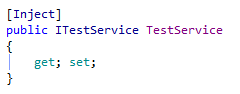 [Inject]
public ITestService TestService
{
    get; set;
}